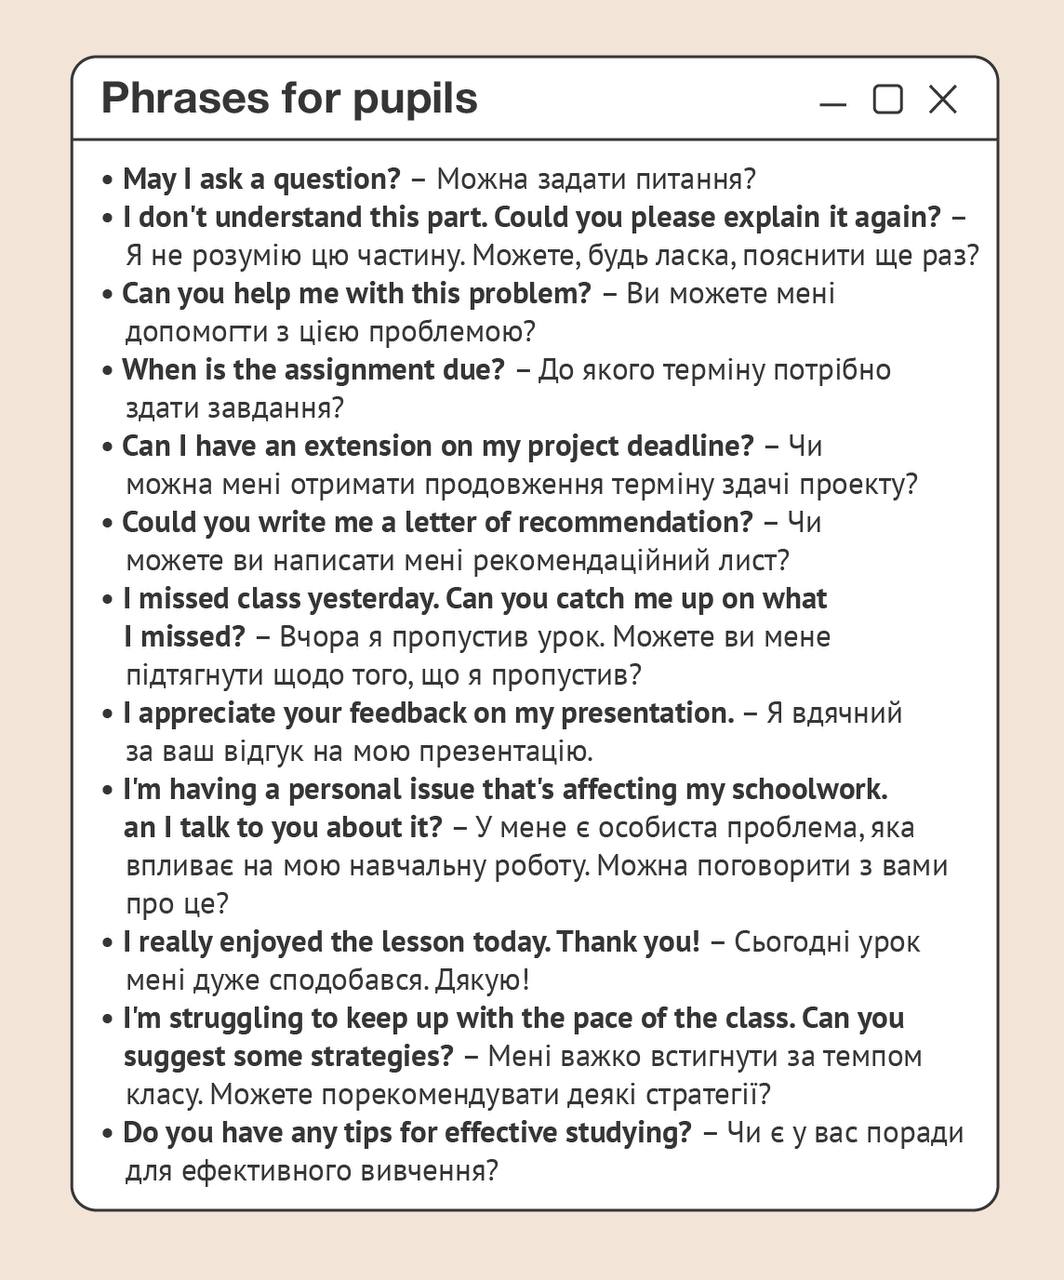 Phrases for pupils
• May I ask a question? – Можна задати питання?
• I don't understand this part. Could you please explain it again? –
Я не розумію цю частину. Можете, будь ласка, пояснити ще раз?
• Can you help me with this problem? – Ви можете мені
допомогти з цією проблемою?
• When is the assignment due? – До якого терміну потрібно
здати завдання?
• Can I have an extension on my project deadline? – Чи
можна мені отримати продовження терміну здачі проекту?
• Could you write me a letter of recommendation? – Чи
можете ви написати мені рекомендаційний лист?
• I missed class yesterday. Can you catch me up on what
I missed? – Вчора я пропустив урок. Можете ви мене
підтягнути щодо того, що я пропустив?
• I appreciate your feedback on my presentation. – Я вдячний
за ваш відгук на мою презентацію.
• I'm having a personal issue that's affecting my schoolwork.
an I talk to you about it? – У мене є особиста проблема, яка
впливає на мою навчальну роботу. Можна поговорити з вами
про це?
• I really enjoyed the lesson today. Thank you! – Сьогодні урок
мені дуже сподобався. Дякую!
• I'm struggling to keep up with the pace of the class. Can you
suggest some strategies? – Мені важко встигнути за темпом
класу. Можете порекомендувати деякі стратегії?
• Do you have any tips for effective studying? – Чи є у вас поради
для ефективного вивчення?